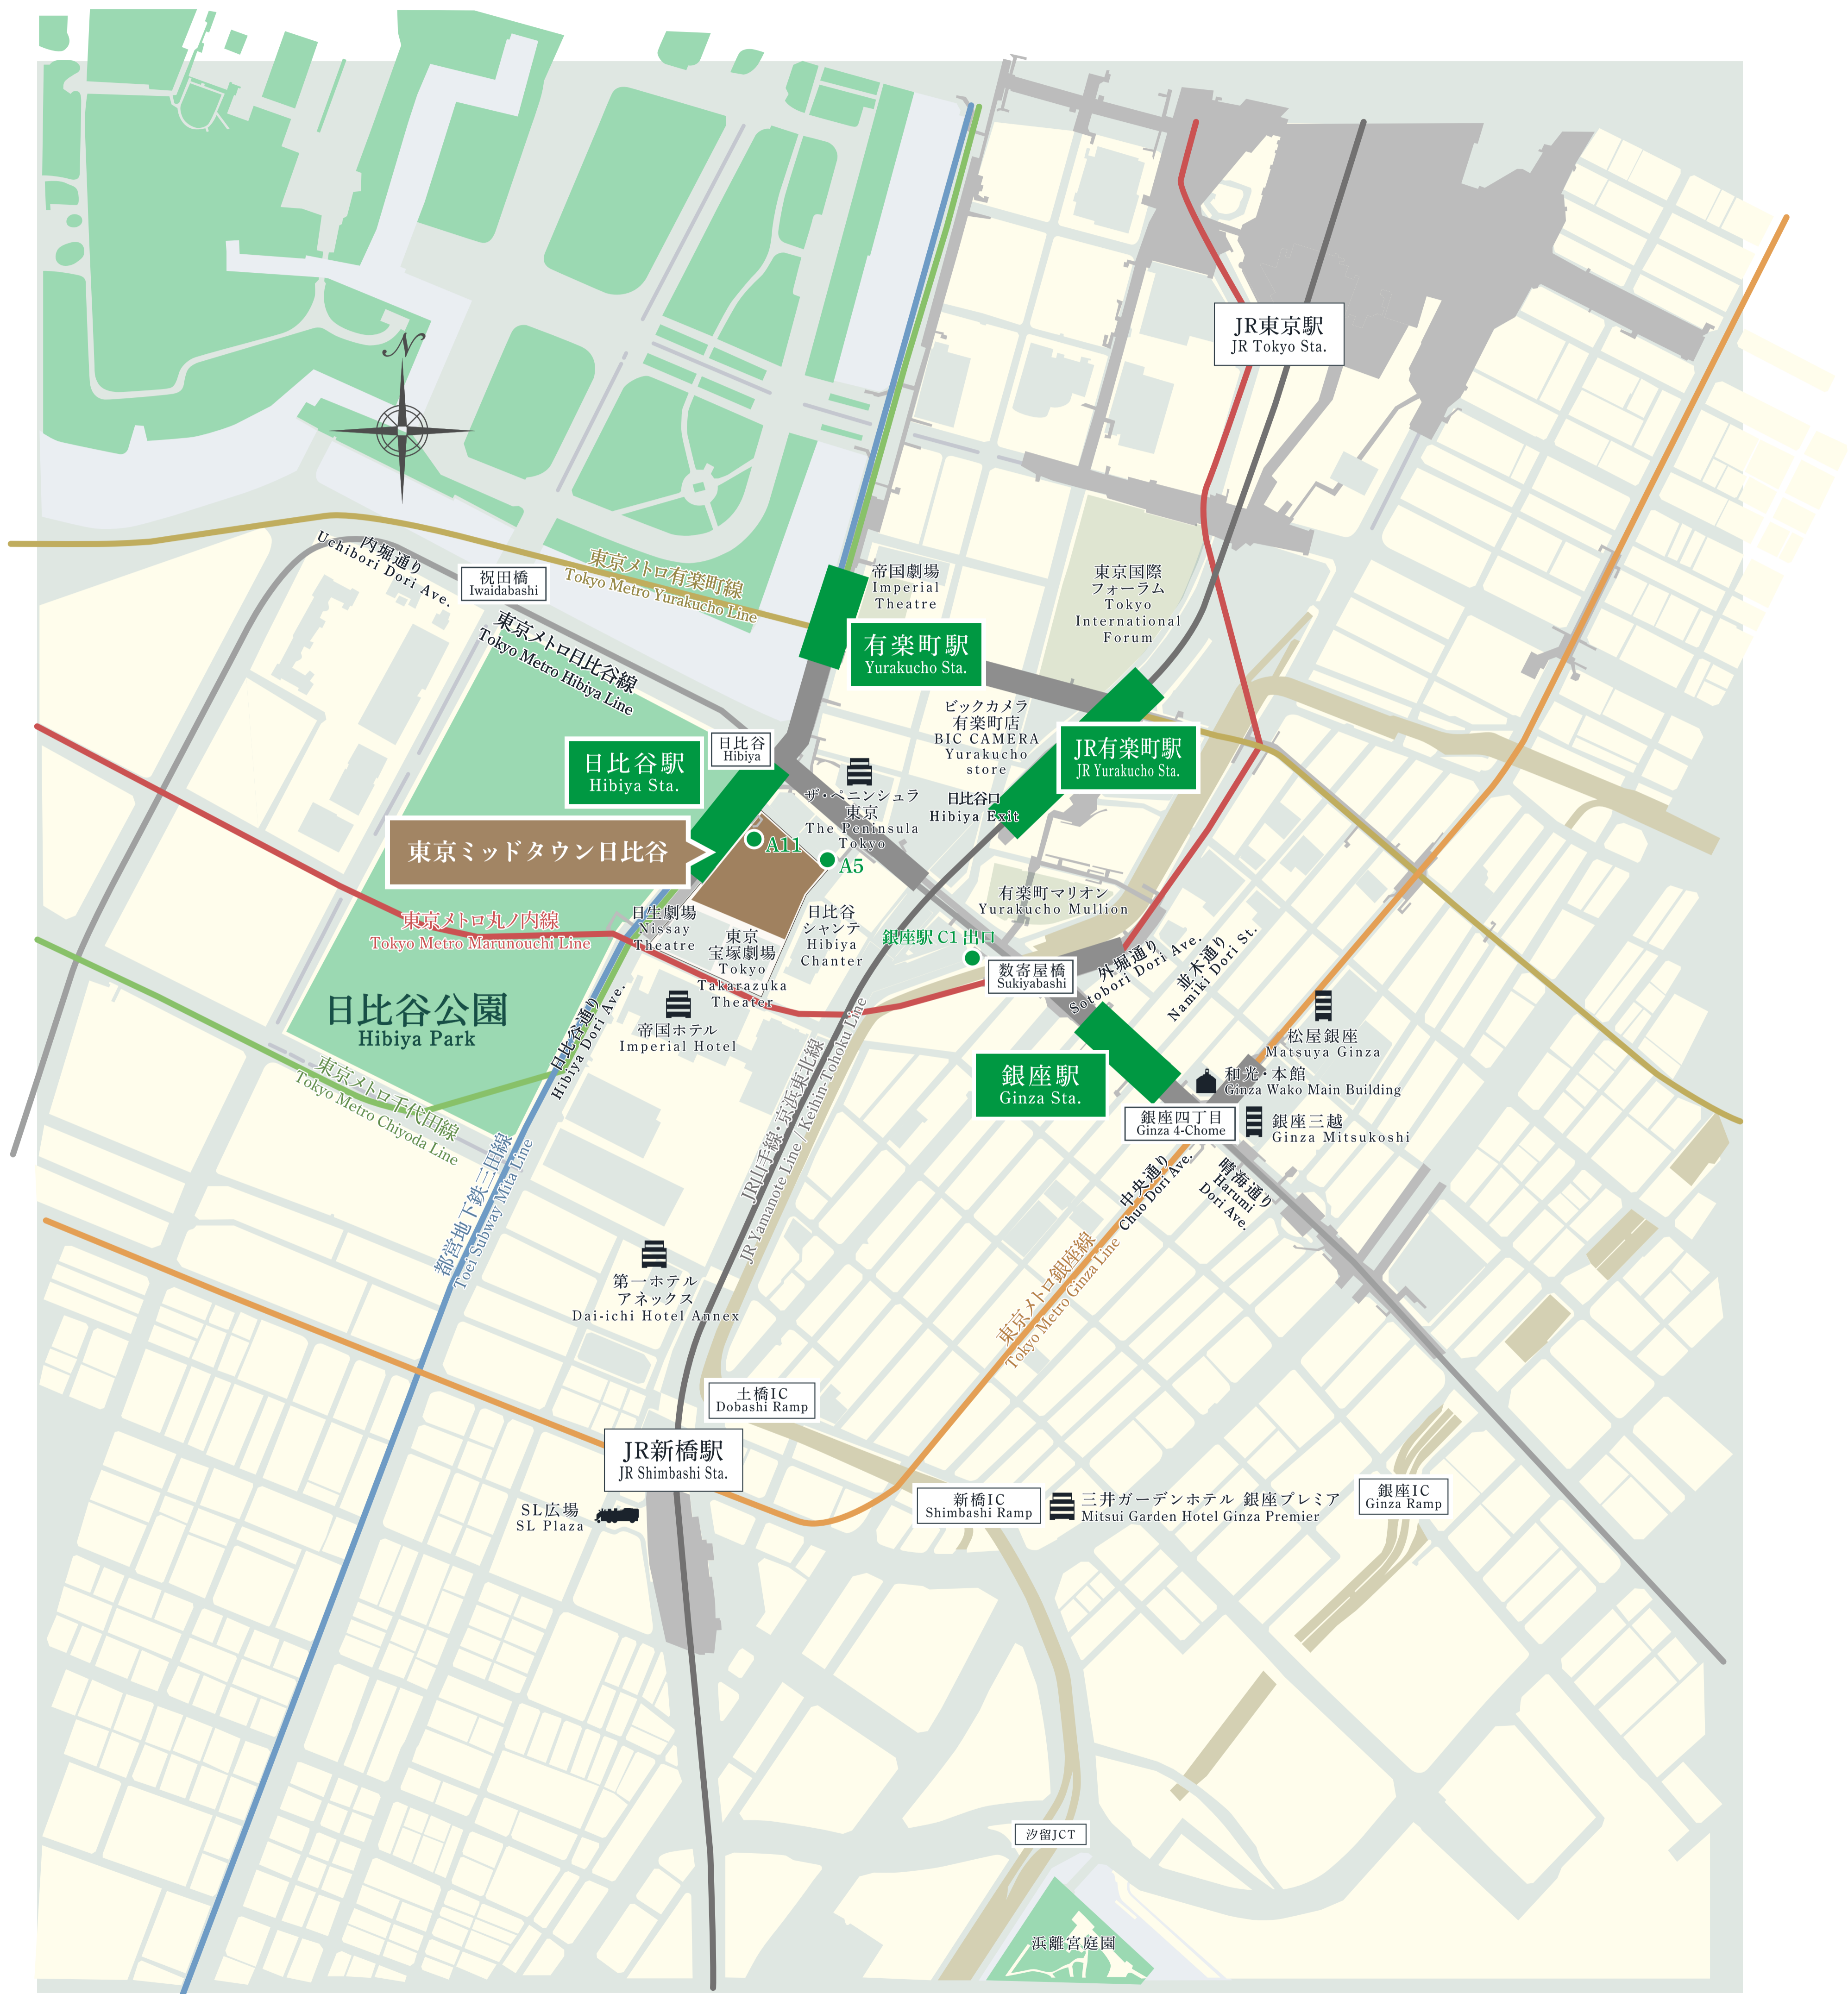 N
JR東京駅
JR Tokyo Sta.
内堀通り
Uchibori Dori Ave.
祝田橋
Iwaidabashi
東京メトロ有楽町線
Tokyo Metro Yurakucho Line
帝国劇場
Imperial
Theatre
東京国際
フォーラム
Tokyo
International
Forum
東京メトロ日比谷線
Tokyo Metro Hibiya Line
有楽町駅
Yurakucho Sta.
ビックカメラ
有楽町店
BIC CAMERA
Yurakucho
store
JR有楽町駅
JR Yurakucho Sta.
日比谷
Hibiya
日比谷駅
Hibiya Sta.
ザ・ペニンシュラ
東京
The Peninsula
Tokyo
日比谷口
Hibiya Exit
東京ミッドタウン日比谷
A11
A5
有楽町マリオン
Yurakucho Mullion
東京メトロ丸ノ内線
Tokyo Metro Marunouchi Line
日生劇場
Nissay
Theatre
東京
宝塚劇場
Tokyo
Takarazuka
Theater
日比谷
シャンテ
Hibiya
Chanter
銀座駅 C1 出口
数寄屋橋
Sukiyabashi
外堀通り
Sotobori Dori Ave.
並木通り
Namiki Dori St.
日比谷公園
Hibiya Park
帝国ホテル
Imperial Hotel
日比谷通り
Hibiya Dori Ave.
松屋銀座
Matsuya Ginza
和光・本館
Ginza Wako Main Building
銀座駅
Ginza Sta.
銀座四丁目
Ginza 4-Chome
銀座三越
Ginza Mitsukoshi
東京メトロ千代田線
Tokyo Metro Chiyoda Line
都営地下鉄三田線
Toei Subway Mita Line
JR山手線・京浜東北線
JR Yamanote Line / Keihin-Tohoku Line
中央通り
Chuo Dori Ave.
晴海通り
Harumi
Dori Ave.
東京メトロ銀座線
Tokyo Metro Ginza Line
第一ホテル
アネックス
Dai-ichi Hotel Annex
土橋IC
Dobashi Ramp
JR新橋駅
JR Shimbashi Sta.
SL広場
SL Plaza
新橋IC
Shimbashi Ramp
三井ガーデンホテル 銀座プレミア
Mitsui Garden Hotel Ginza Premier
銀座IC
Ginza Ramp
汐留JCT
浜離宮庭園